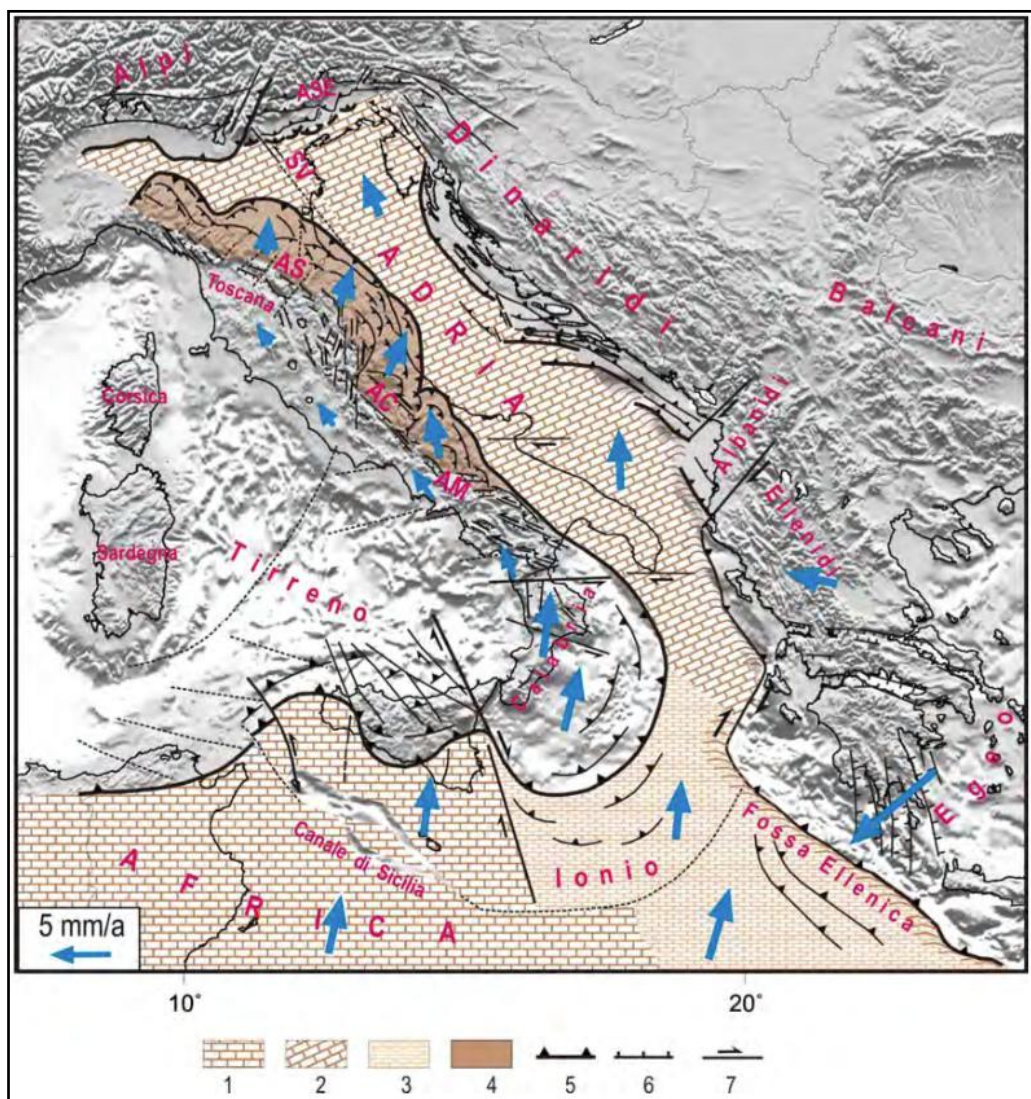 Alpi
ASE
Dinaridi
SV
ADRIA
AS
Toscana
Balcani
Corsica
AC
Albanidi
AM
Ellenidi
Sardegna
Tirreno
Calabria
Egeo
Canale di Sicilia
Ionio
Fossa Ellenica
AFRICA
5 mm/a
10°
20°
1 2 3 4 5 6 7